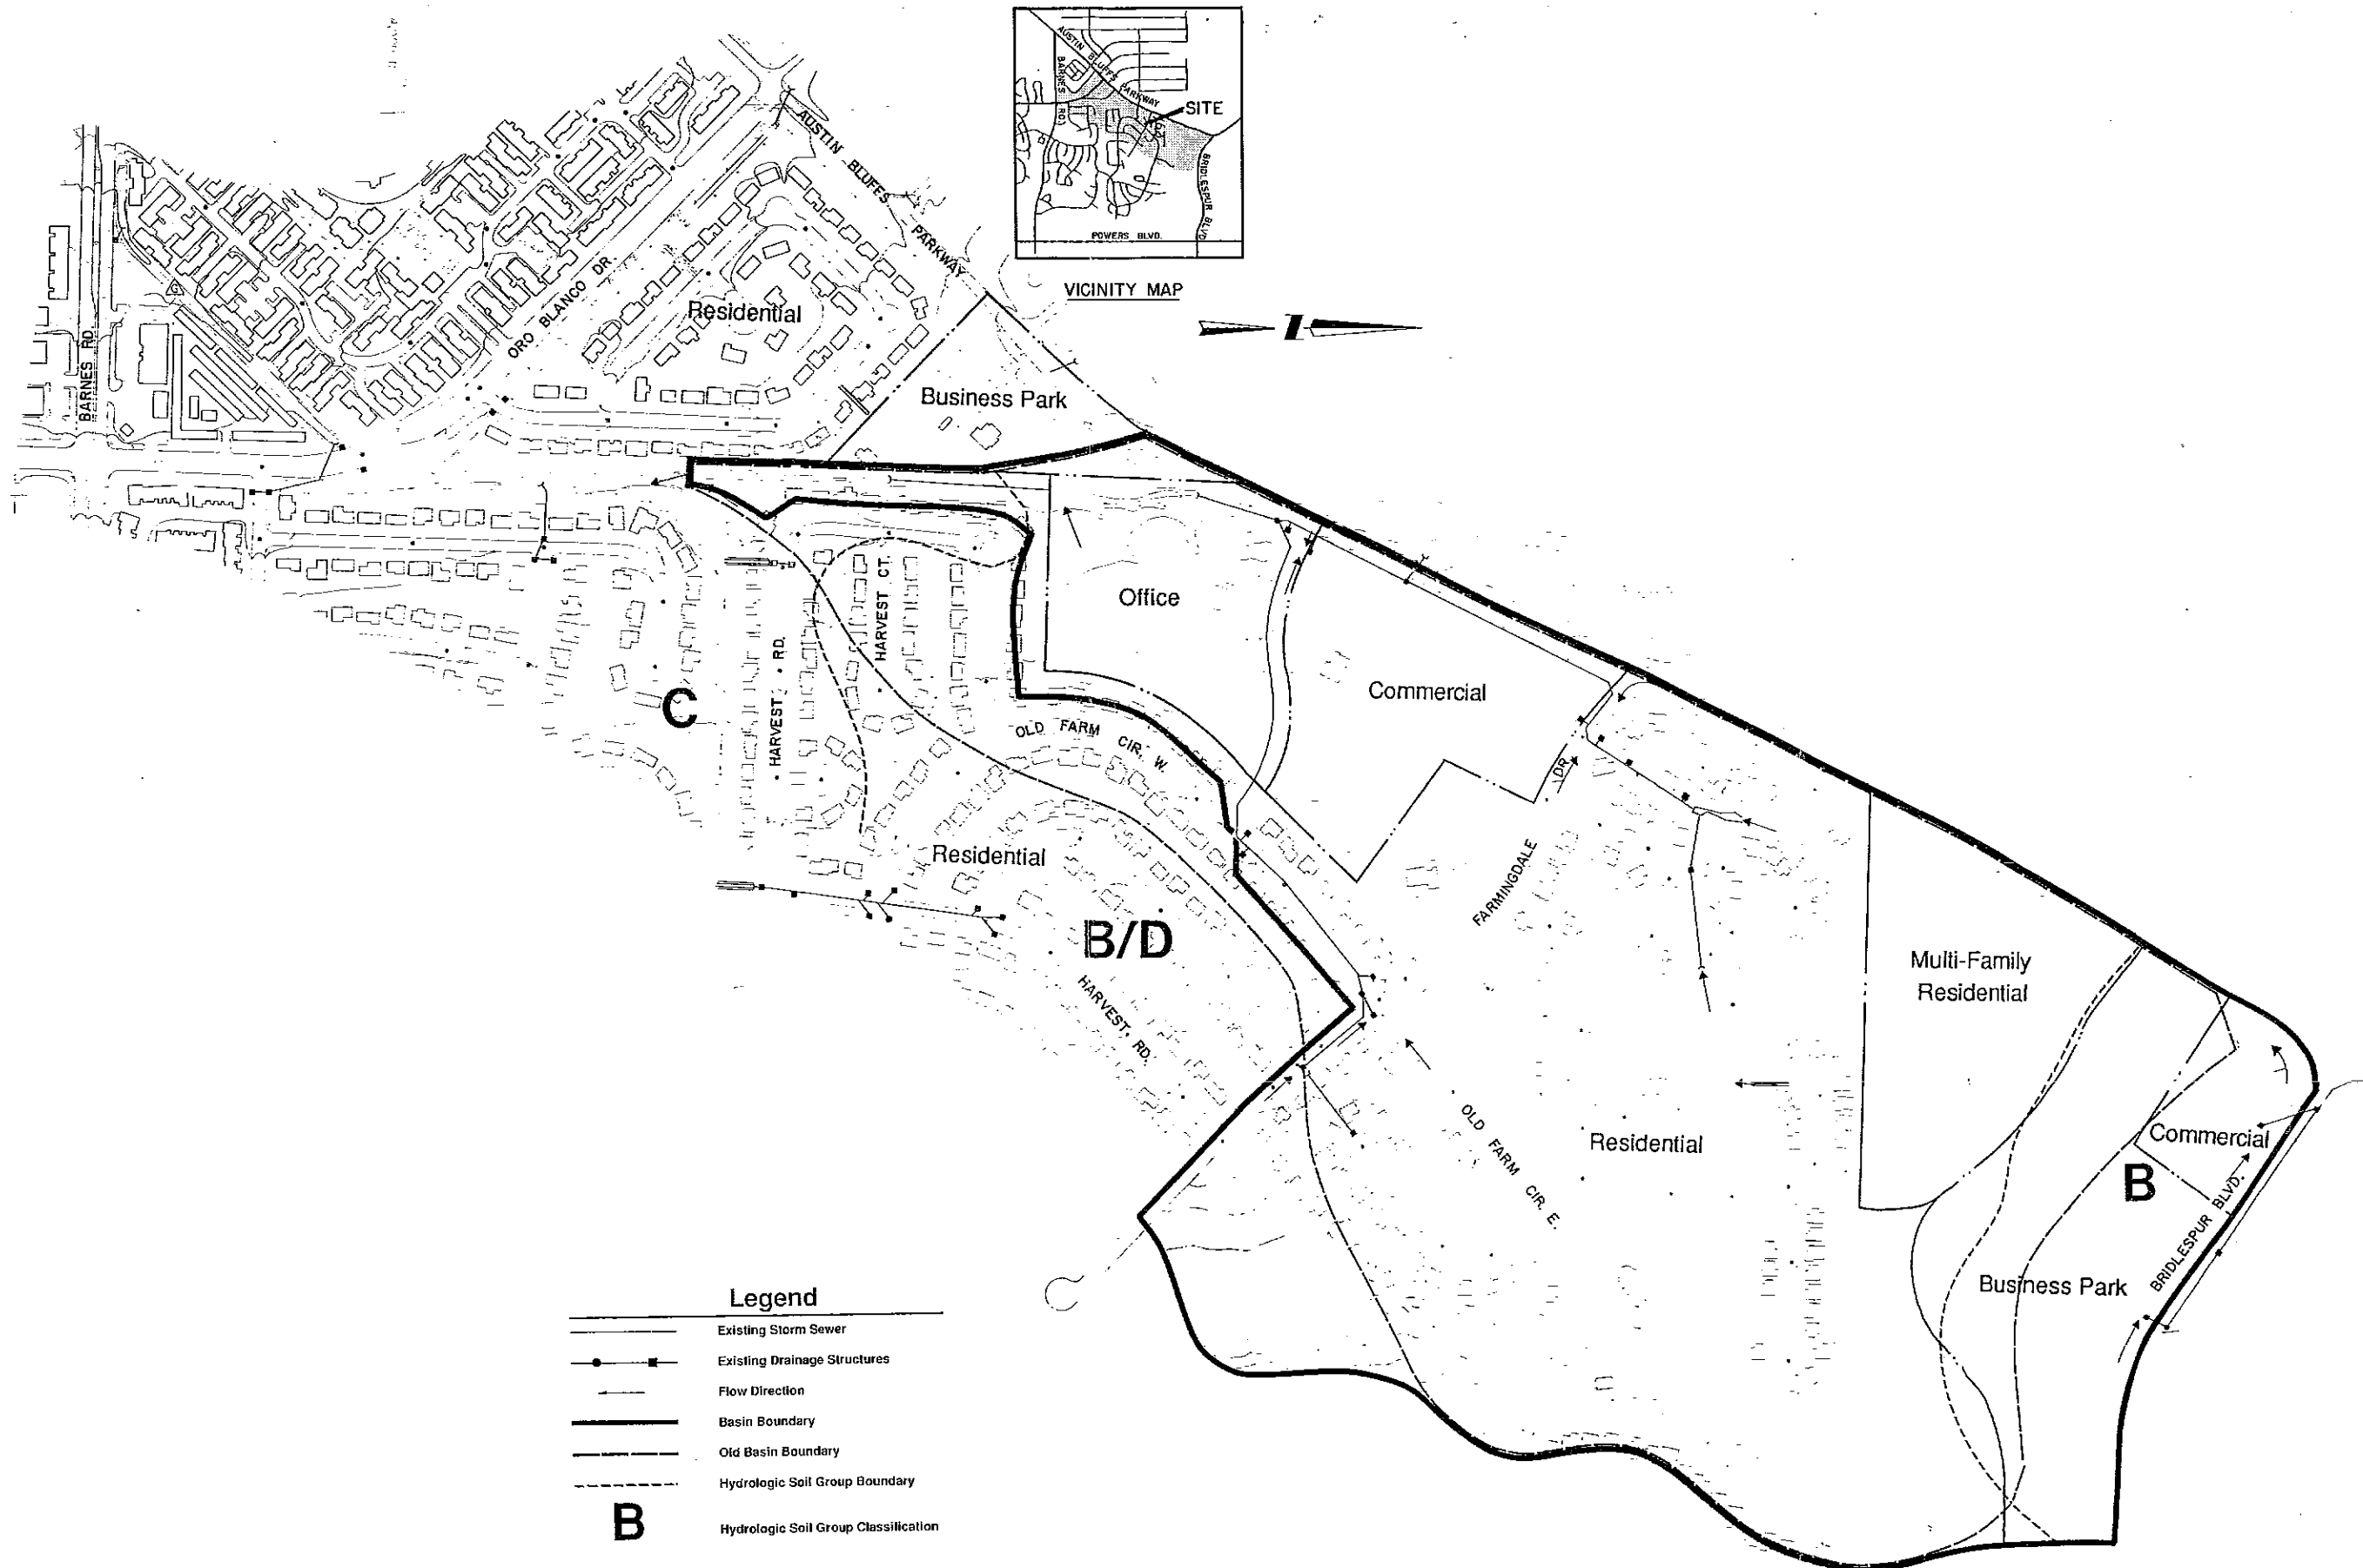 AUSTIN BLUFFS
PARKWAY
BARNES RD.
SITE
BRIDLESPUR BLVD
POWERS BLVD.
VICINITY MAP
Z
AUSTIN BLUFFS
PARKWAY
ORO BLANCO DR
BARNES RD.
G
Residential
Business Park
Office
Commercial
HARVEST CT.
HARVEST RD.
C
OLD FARM CIR. W.
DR.
FARMINGDALE
Residential
B/D
HARVEST RD.
Multi-Family
Residential
OLD FARM CIR. E.
Residential
Commercial
B
BRIDLESPUR BLVD.
Business Park
Legend
Existing Storm Sewer
Existing Drainage Structures
Flow Direction
Basin Boundary
Old Basin Boundary
Hydrologic Soil Group Boundary
B
Hydrologic Soil Group Classification